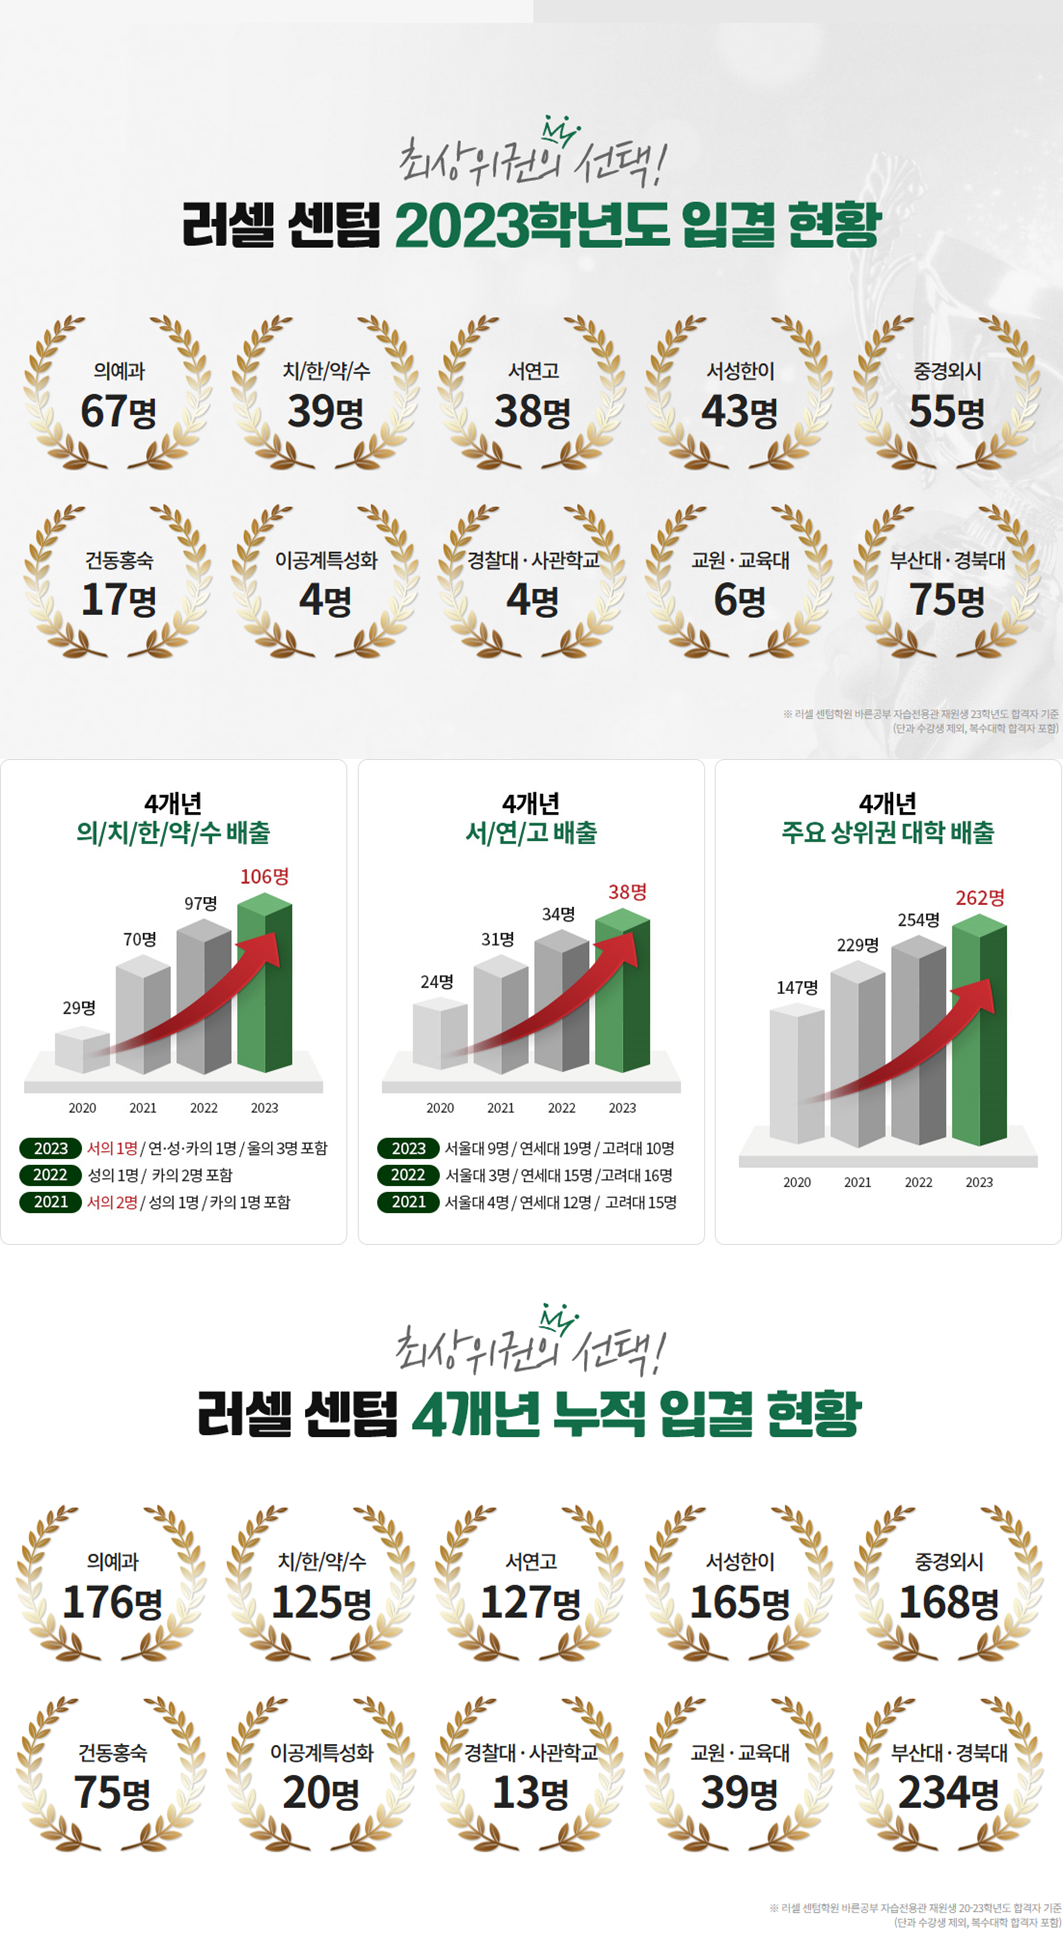 최상위권의 선택!
러셀 센텀 2023학년도 입결 현황
의예과
67명
치/한/약/수
39명
서연고
38명
서성한이
43명
중경외시
55명
건동홍숙
17명
이공계특성화
4명
경찰대·사관학교
4명
교원·교육대
6명
부산대·경북대
75명
※ 러셀 센텀학원 바른공부 자습전용관 재원생 23학년도 합격자 기준
(단과 수강생 제외, 복수대학 합격자 포함)
4개년
의/치/한/약/수 배출
106명
97명
70명
29명
2020 2021 2022 2023
2023 서의 1명 / 연·성·카의 1명 / 울의 3명 포함
2022 성의 1명 / 카의 2명 포함
2021 서의 2명 / 성의 1명 / 카의 1명 포함
4개년
서/연/고 배출
38명
34명
31명
24명
2020 2021 2022 2023
2023 서울대 9명 / 연세대 19명 / 고려대 10명
2022 서울대 3명 / 연세대 15명 /고려대 16명
2021 서울대 4명 / 연세대 12명 / 고려대 15명
4개년
주요 상위권 대학 배출
262명
254명
229명
147명
2020 2021 2022 2023
최상위권의 선택!
러셀 센텀 4개년 누적 입결 현황
의예과
176명
치/한/약/수
125명
서연고
127명
서성한이
165명
중경외시
168명
건동홍숙
75명
이공계특성화
20명
경찰대·사관학교
13명
교원·교육대
39명
부산대·경북대
234명
※ 러셀 센텀학원 바른공부 자습전용관 재원생 20-23학년도 합격자 기준
(단과 수강생 제외, 복수대학 합격자 포함)